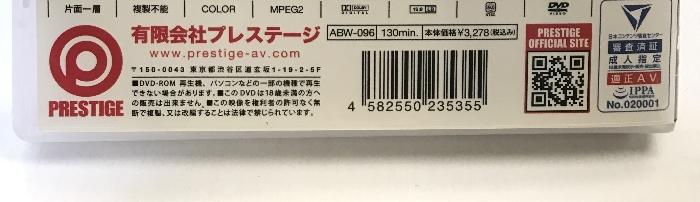 片面一層 複製不能 COLOR MPEG2 DOLBY DIGITAL 16:9 LB DVD VIDEO
有限会社プレステージ
www.prestige-av.com
〒150-0043 東京都渋谷区道玄坂1-19-2-5F
■DVD-ROM 再生機、パソコンなどの一部の機種で再生
できない場合があります。■このDVDは18歳未満の方へ
の販売は出来ません。■この映像を権利者の許可なく無
断で複製、又は改編することは法律で禁じられています。
PRESTIGE
ABW-096 130min. 本体価格¥3,278(税込み)
4 582550 235355
PRESTIGE
OFFICIAL SITE
日本コンテンツ審査センター
審査済証
成人指定
適正AV
IPPA
No.020001